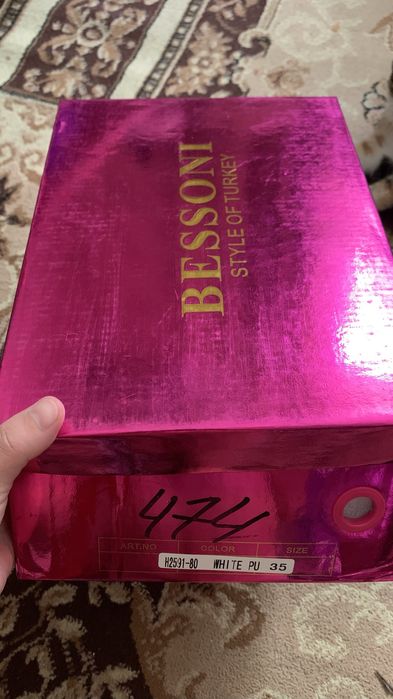 BESSONI
STYLE OF TURKEY
474
ART.NO COLOR SIZE
H2591-80 WHITE PU 35